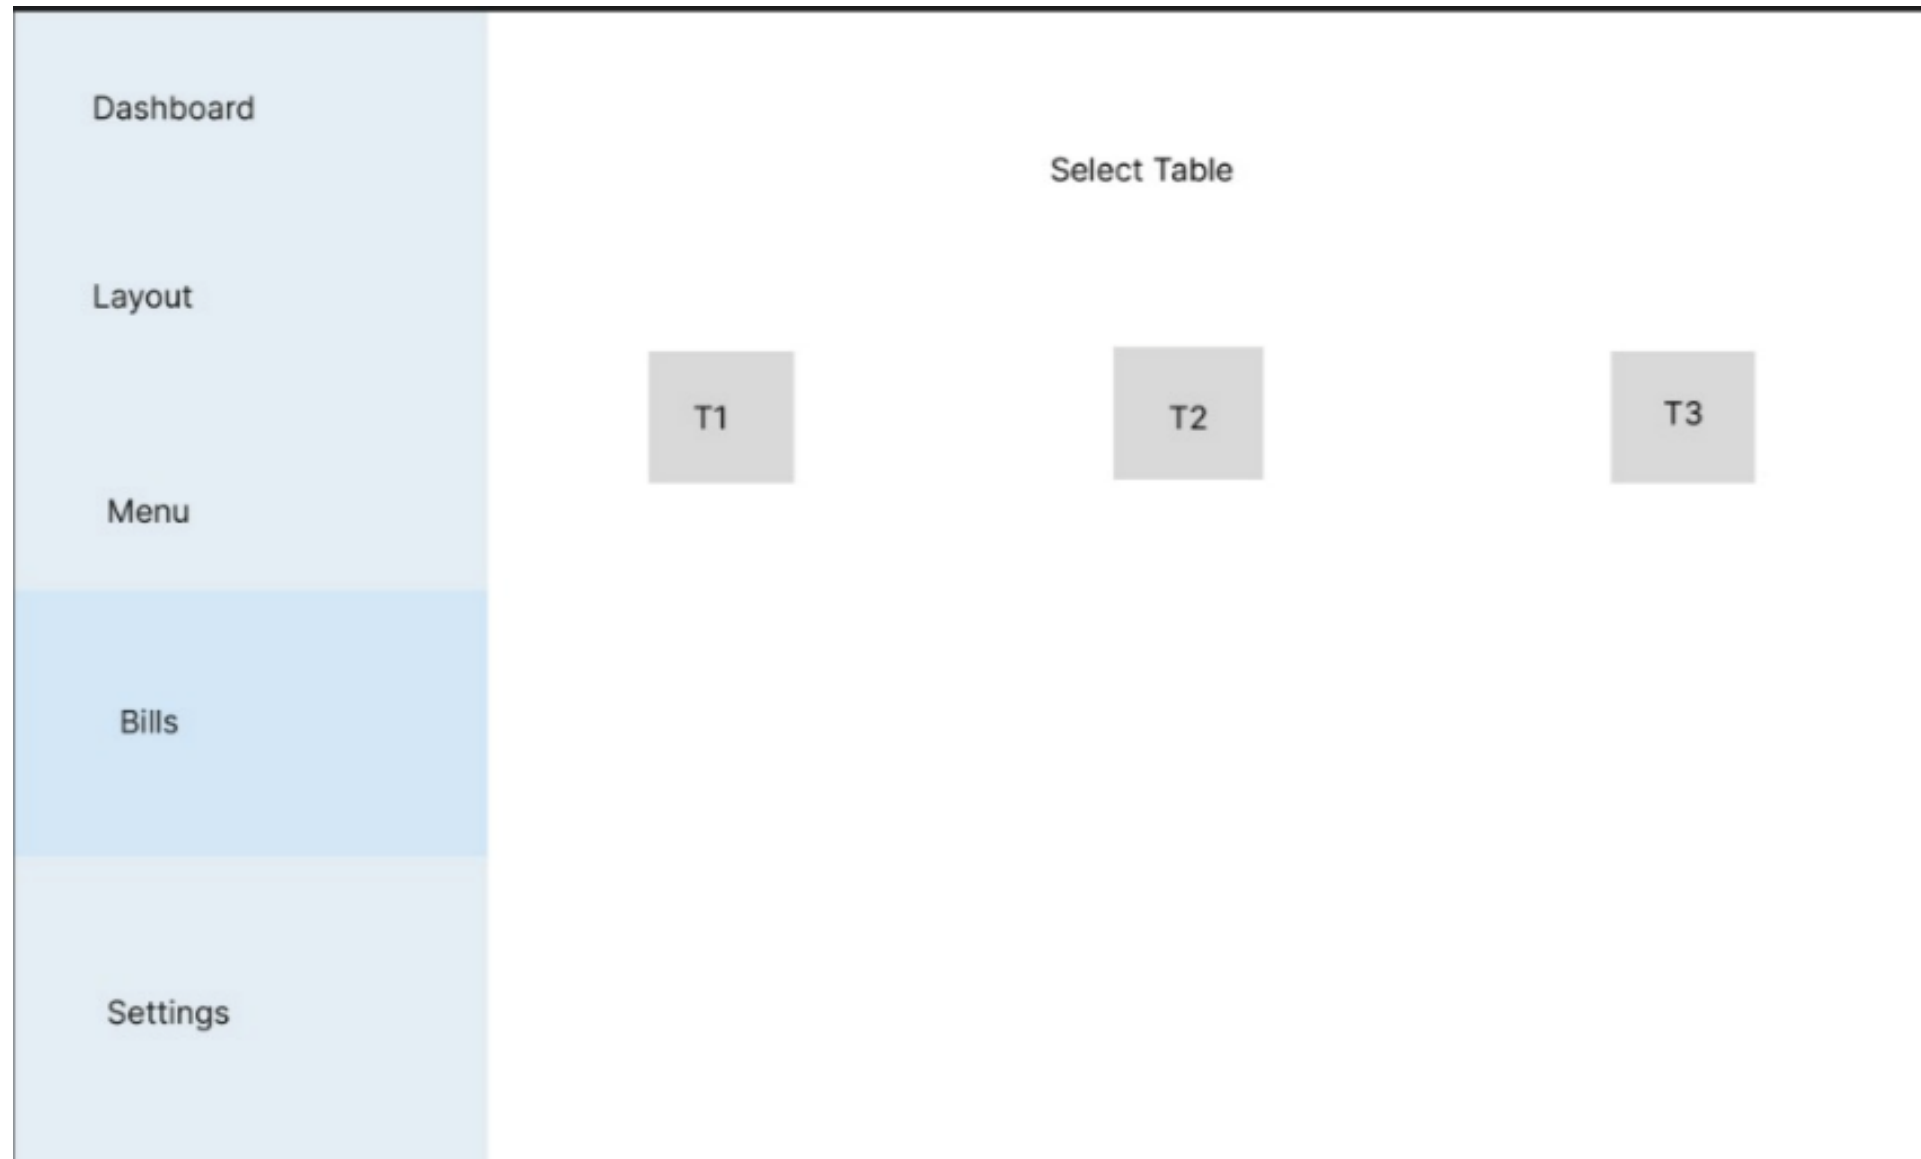 Dashboard
Layout
Menu
Bills
Settings
Select Table
T1
T2
T3